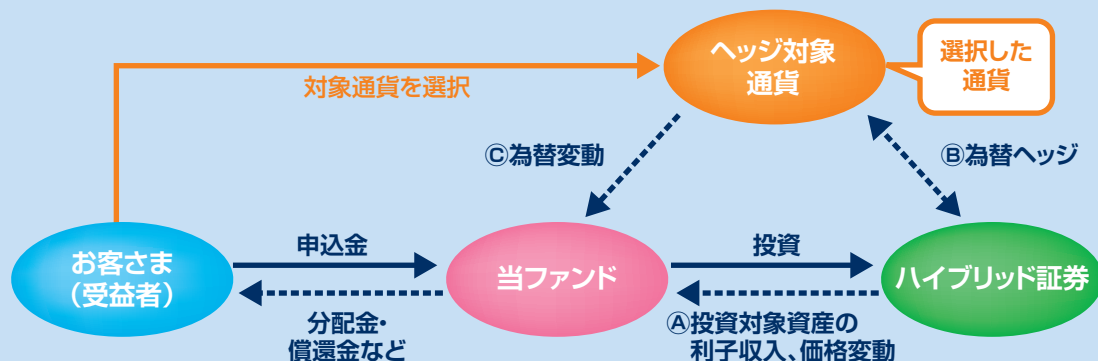 ヘッジ対象
通貨
選択した
通貨
対象通貨を選択
Ⓒ為替変動
Ⓑ為替ヘッジ
お客さま
（受益者）
申込金
当ファンド
投資
ハイブリッド証券
分配金・
償還金など
Ⓐ投資対象資産の
利子収入、価格変動